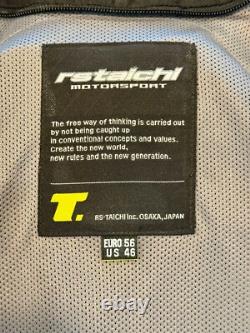 rstaichi
MOTORSPORT
The free way of thinking is carried out
by not being caught up
in conventional concepts and values.
Create the new world,
new rules and the new generation.
T.
RS-TAICHI Inc. OSAKA, JAPAN
EURO 56
US 46